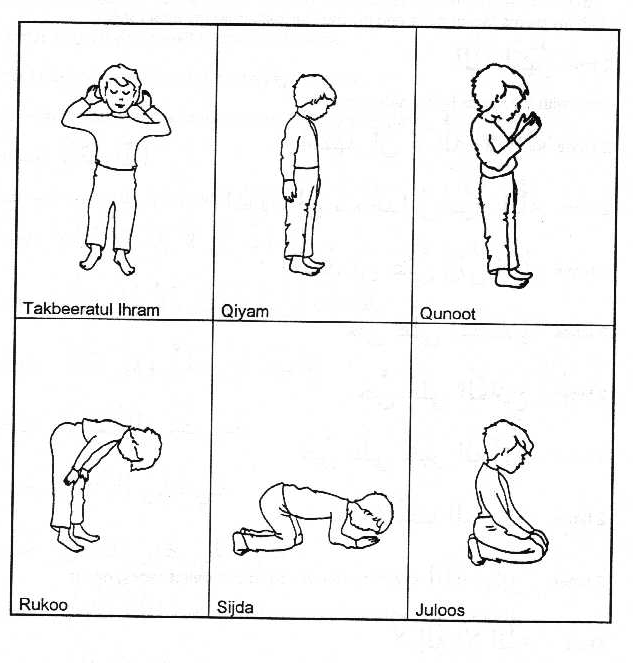 Takbeeratul Ihram
Qiyam
Qunoot
Rukoo
Sijda
Juloos